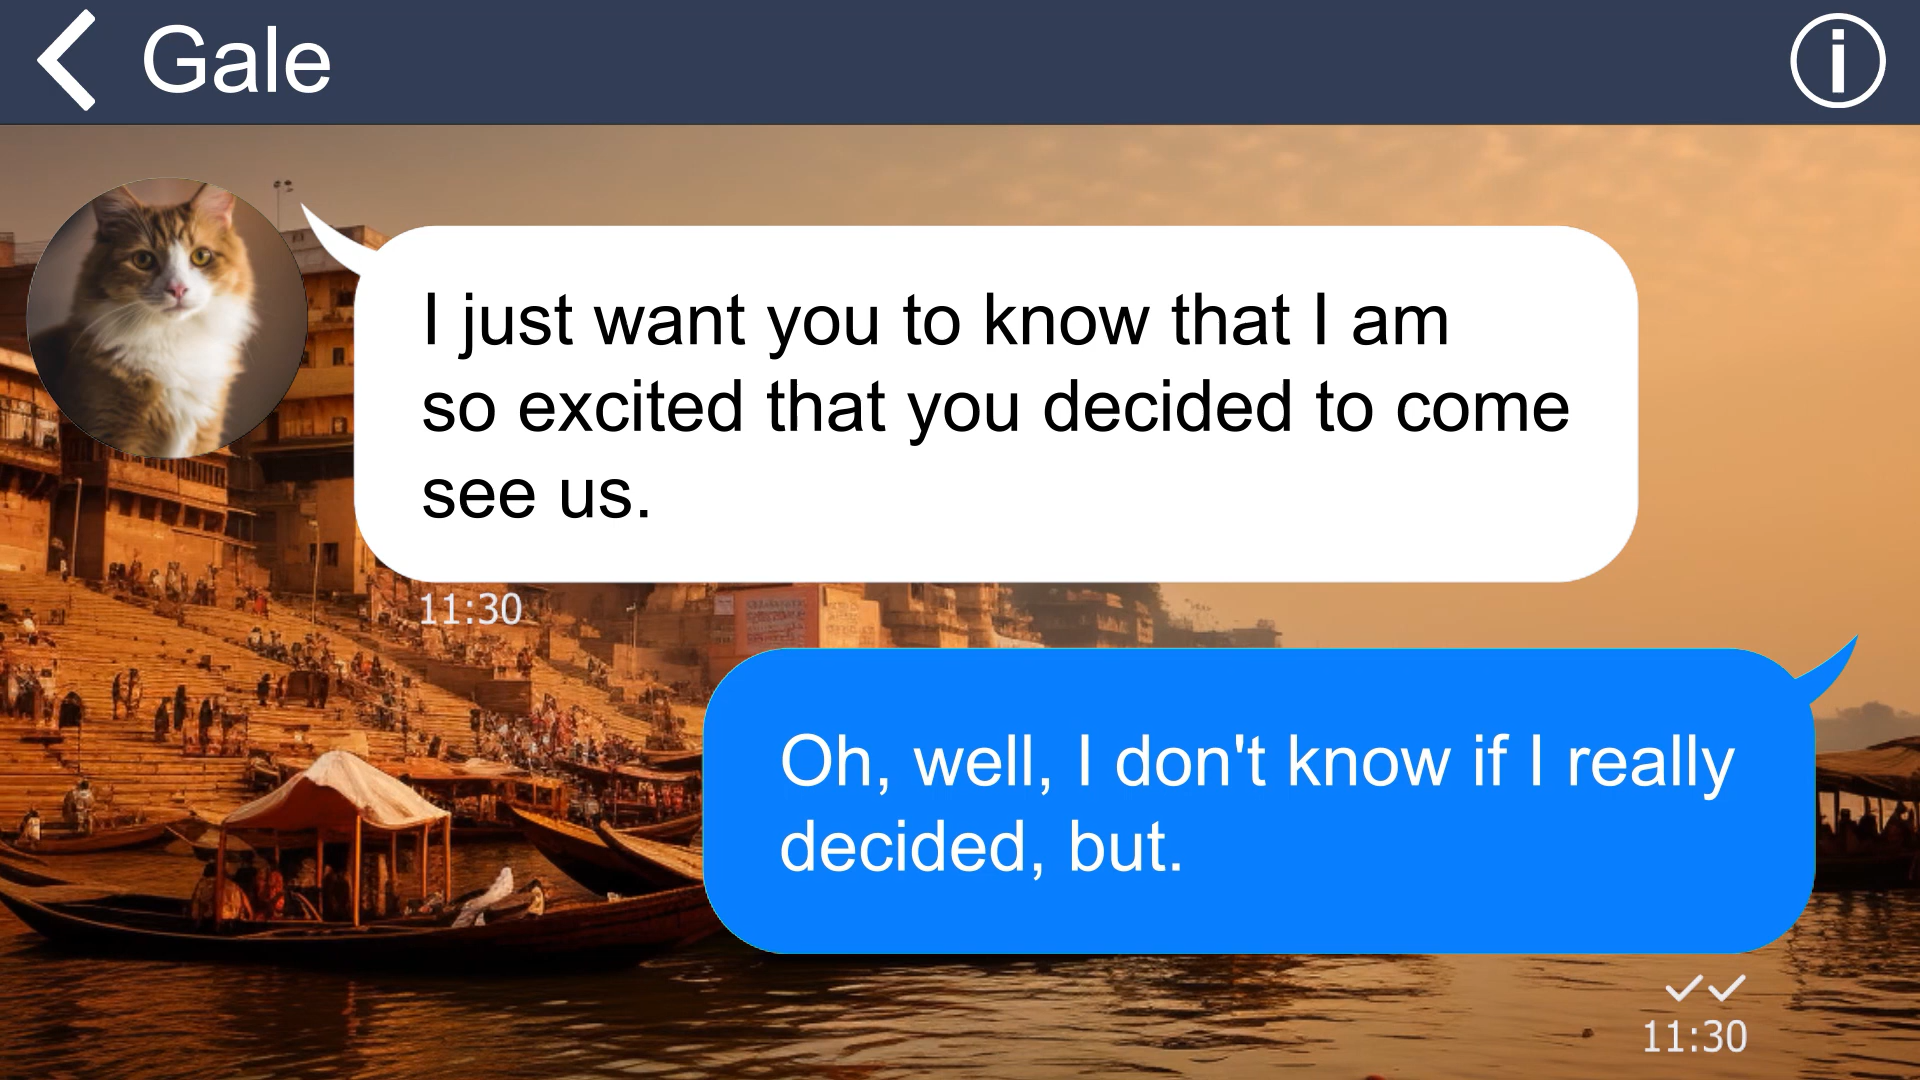 Gale
I just want you to know that I am
so excited that you decided to come
see us.
11:30
Oh, well, I don't know if I really
decided, but.
11:30